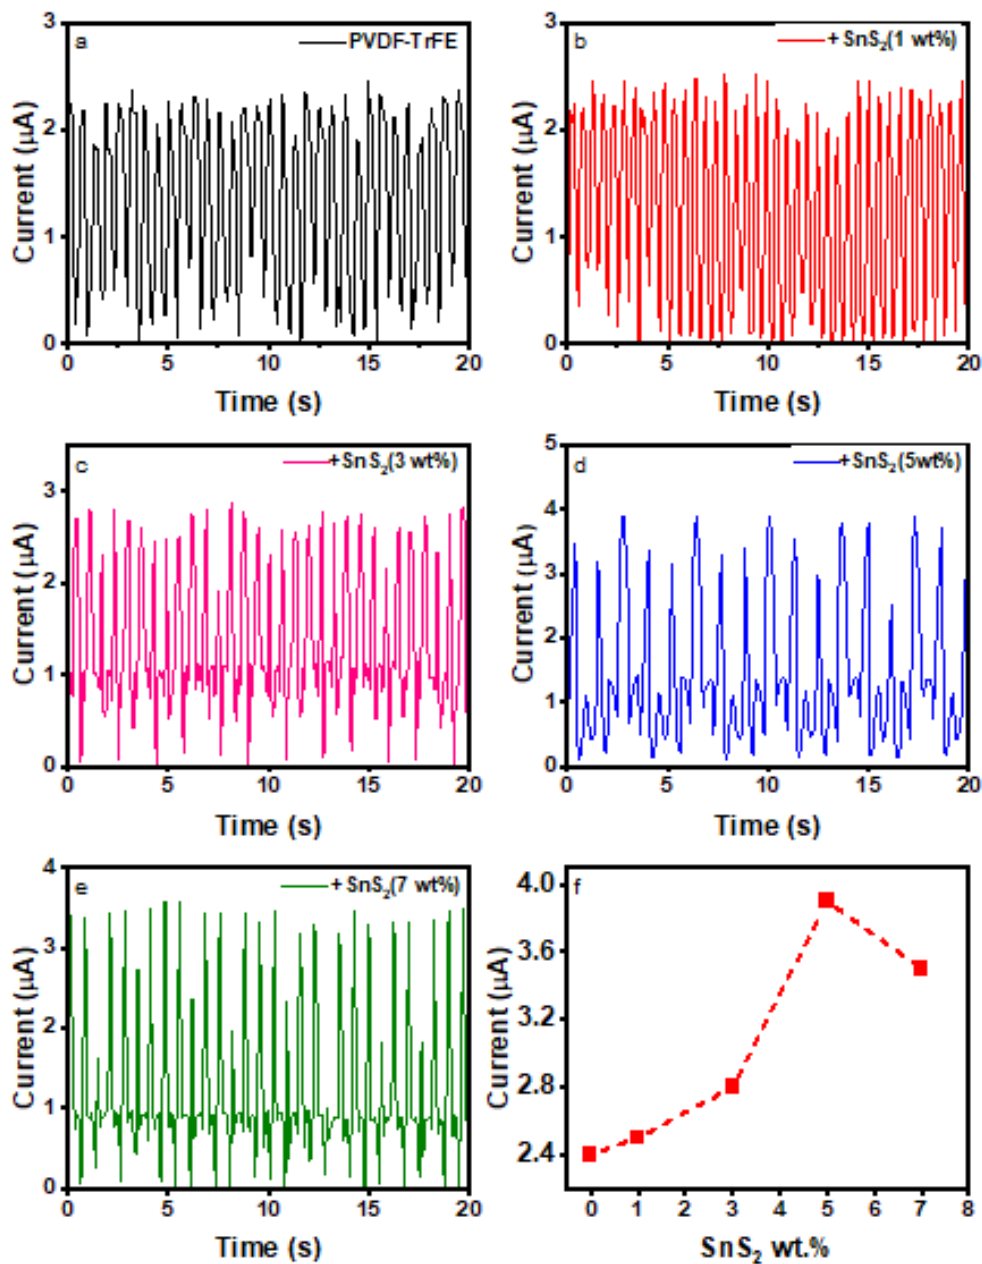 a
PVDF-TrFE
3
2
1
0
Current (μA)
0
5
10
15
20
Time (s)
b
+ SnS₂(1 wt%)
3
2
1
0
Current (μA)
0
5
10
15
20
Time (s)
c
+SnS₂(3 wt%)
3
2
1
0
Current (μA)
0
5
10
15
20
Time (s)
d
+SnS₂(5wt%)
5
4
3
2
1
0
Current (μA)
0
5
10
15
20
Time (s)
e
+ SnS₂(7 wt%)
4
3
2
1
0
Current (μA)
0
5
10
15
20
Time (s)
f
4.0
3.6
3.2
2.8
2.4
Current (μA)
0
1
2
3
4
5
6
7
8
SnS₂ wt.%